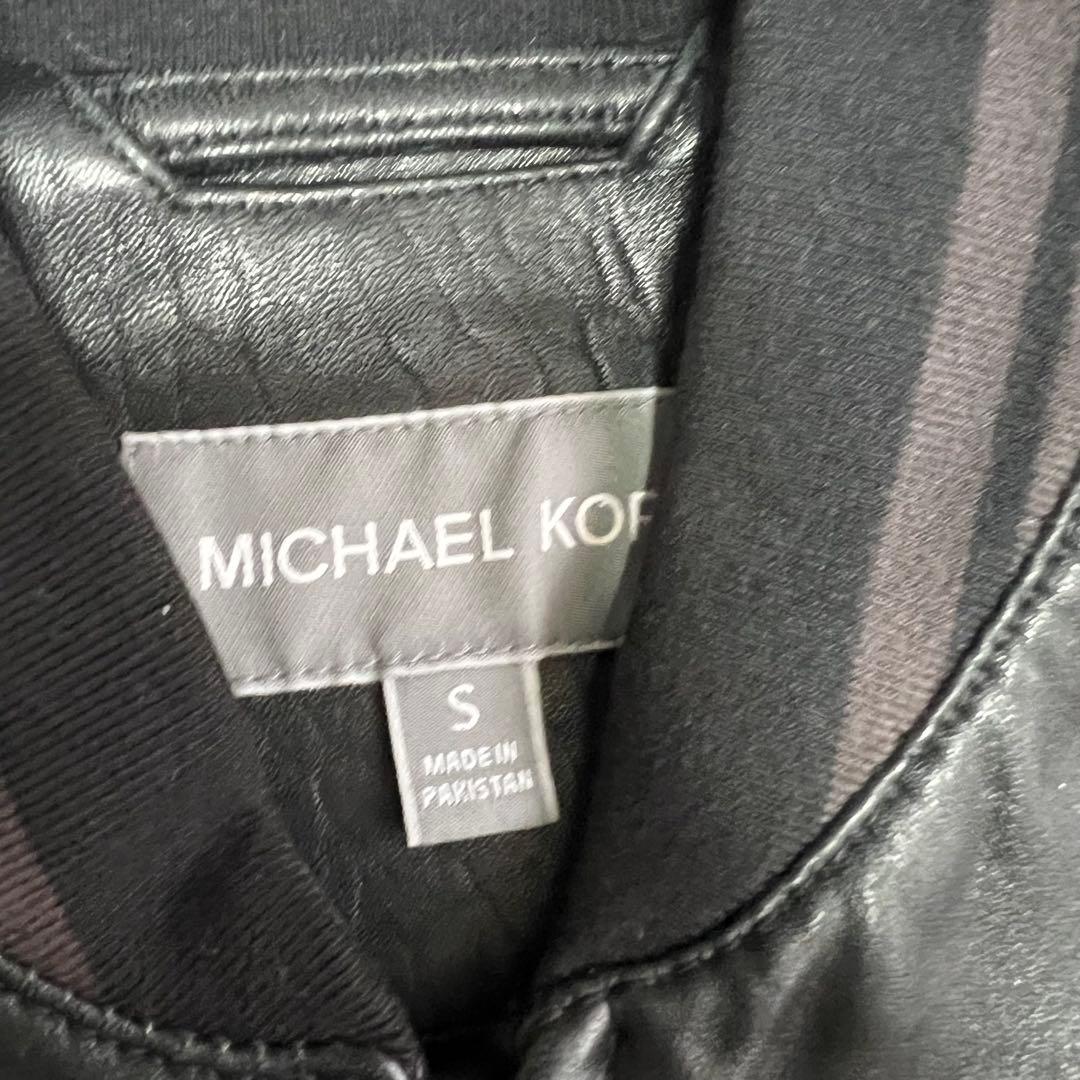 MICHAEL KOR
S
MADE IN
PAKISTAN